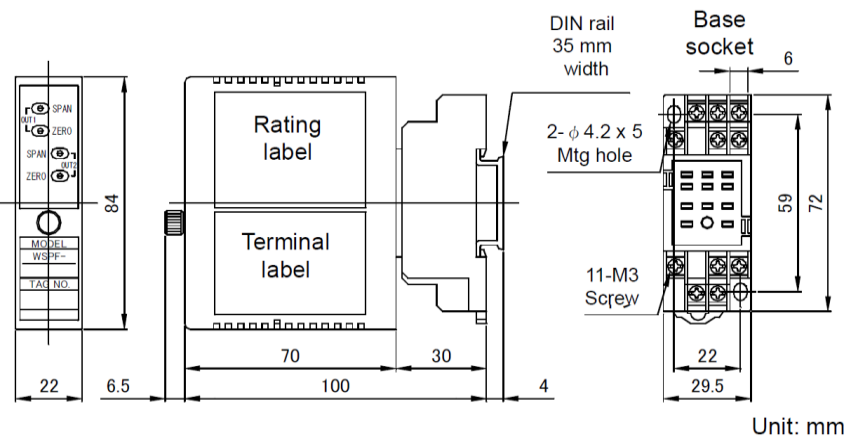 DIN rail
35 mm
width
Base
socket
6
SPAN
OUT1
ZERO
SPAN
OUT2
ZERO
MODEL
WSPF-
TAG NO.
84
Rating
label
Terminal
label
2-φ4.2 x 5
Mtg hole
59
72
11-M3
Screw
70
30
22
22
6.5
100
4
29.5
Unit: mm